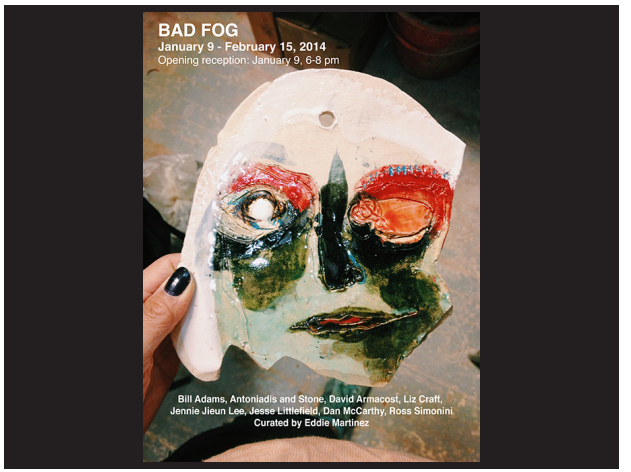 BAD FOG
January 9 - February 15, 2014
Opening reception: January 9, 6-8 pm
Bill Adams, Antoniadis and Stone, David Armacost, Liz Craft,
Jennie Jieun Lee, Jesse Littlefield, Dan McCarthy, Ross Simonini
Curated by Eddie Martinez